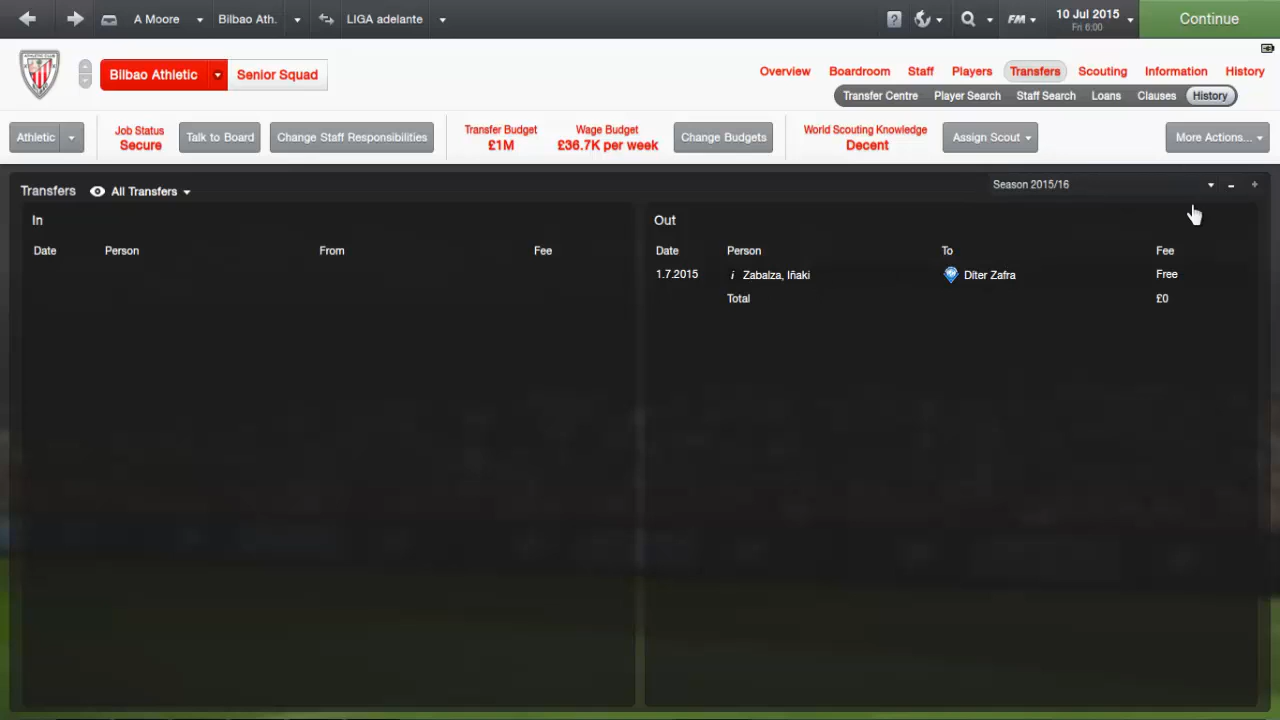 A Moore
Bilbao Ath.
LIGA adelante
FM
10 Jul 2015
Fri 6:00
Continue
Bilbao Athletic
Senior Squad
Overview
Boardroom
Staff
Players
Transfers
Scouting
Information
History
Transfer Centre
Player Search
Staff Search
Loans
Clauses
History
Athletic
Job Status
Secure
Talk to Board
Change Staff Responsibilities
Transfer Budget
£1M
Wage Budget
£36.7K per week
Change Budgets
World Scouting Knowledge
Decent
Assign Scout
More Actions...
Transfers
All Transfers
Season 2015/16
In
Date Person From Fee
Out
Date Person To Fee
1.7.2015 i Zabalza, Iñaki Díter Zafra Free
Total £0